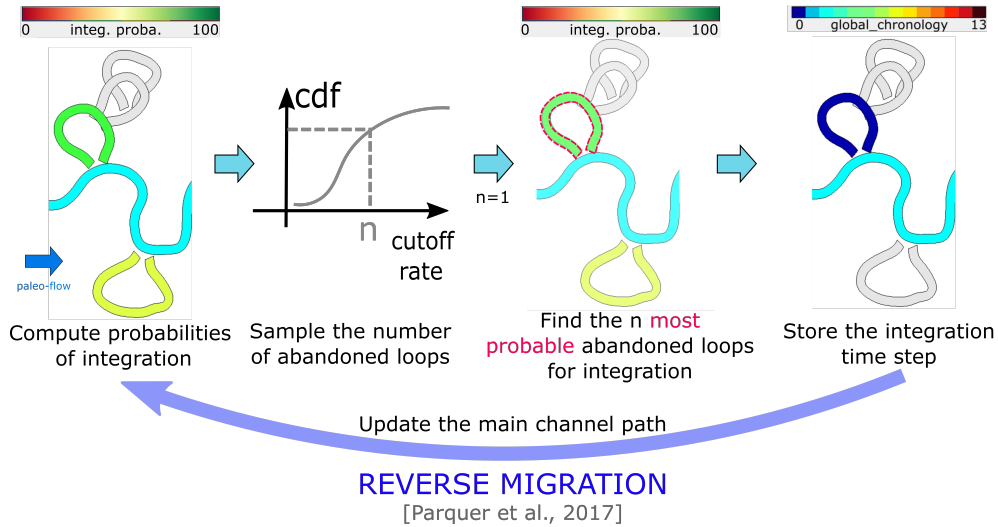 0 integ. proba. 100
0 integ. proba. 100
0 global_chronology 13
cdf
n
cutoff
rate
n=1
paleo-flow
Compute probabilities
of integration
Sample the number
of abandoned loops
Find the n most
probable abandoned loops
for integration
Store the integration
time step
Update the main channel path
REVERSE MIGRATION
[Parquer et al., 2017]